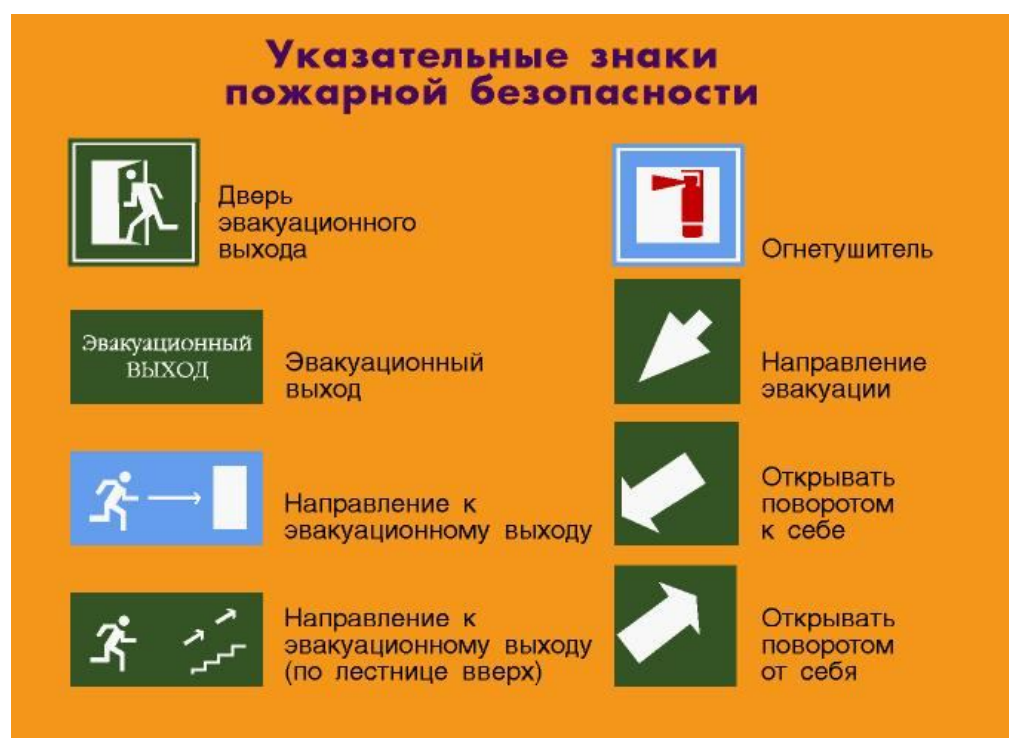 Указательные знаки
пожарной безопасности
Дверь
эвакуационного
выхода
Огнетушитель
Эвакуационный
ВЫХОД
Эвакуационный
выход
Направление
эвакуации
Направление к
эвакуационному выходу
Открывать
поворотом
к себе
Направление к
эвакуационному выходу
(по лестнице вверх)
Открывать
поворотом
от себя